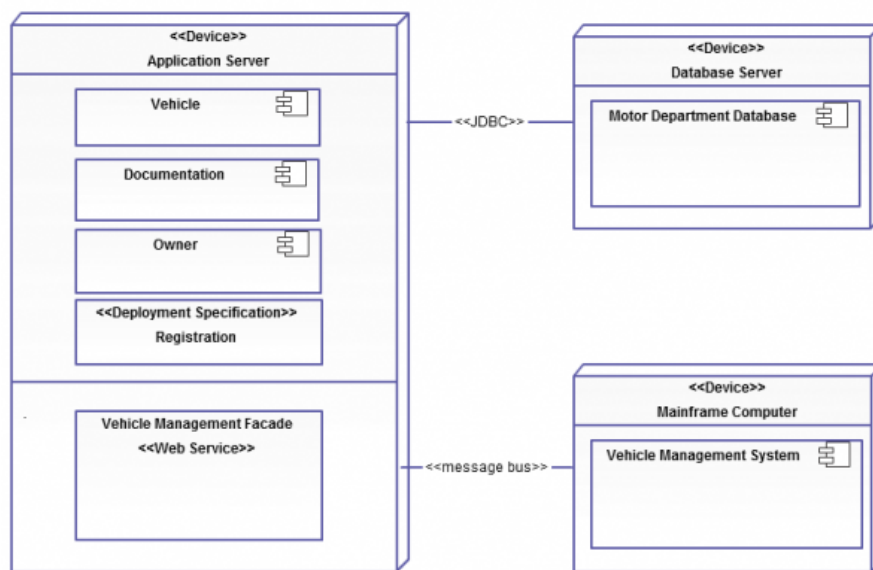 <<Device>>
Application Server
Vehicle
Documentation
Owner
<<Deployment Specification>>
Registration
Vehicle Management Facade
<<Web Service>>
<<JDBC>>
<<message bus>>
<<Device>>
Database Server
Motor Department Database
<<Device>>
Mainframe Computer
Vehicle Management System